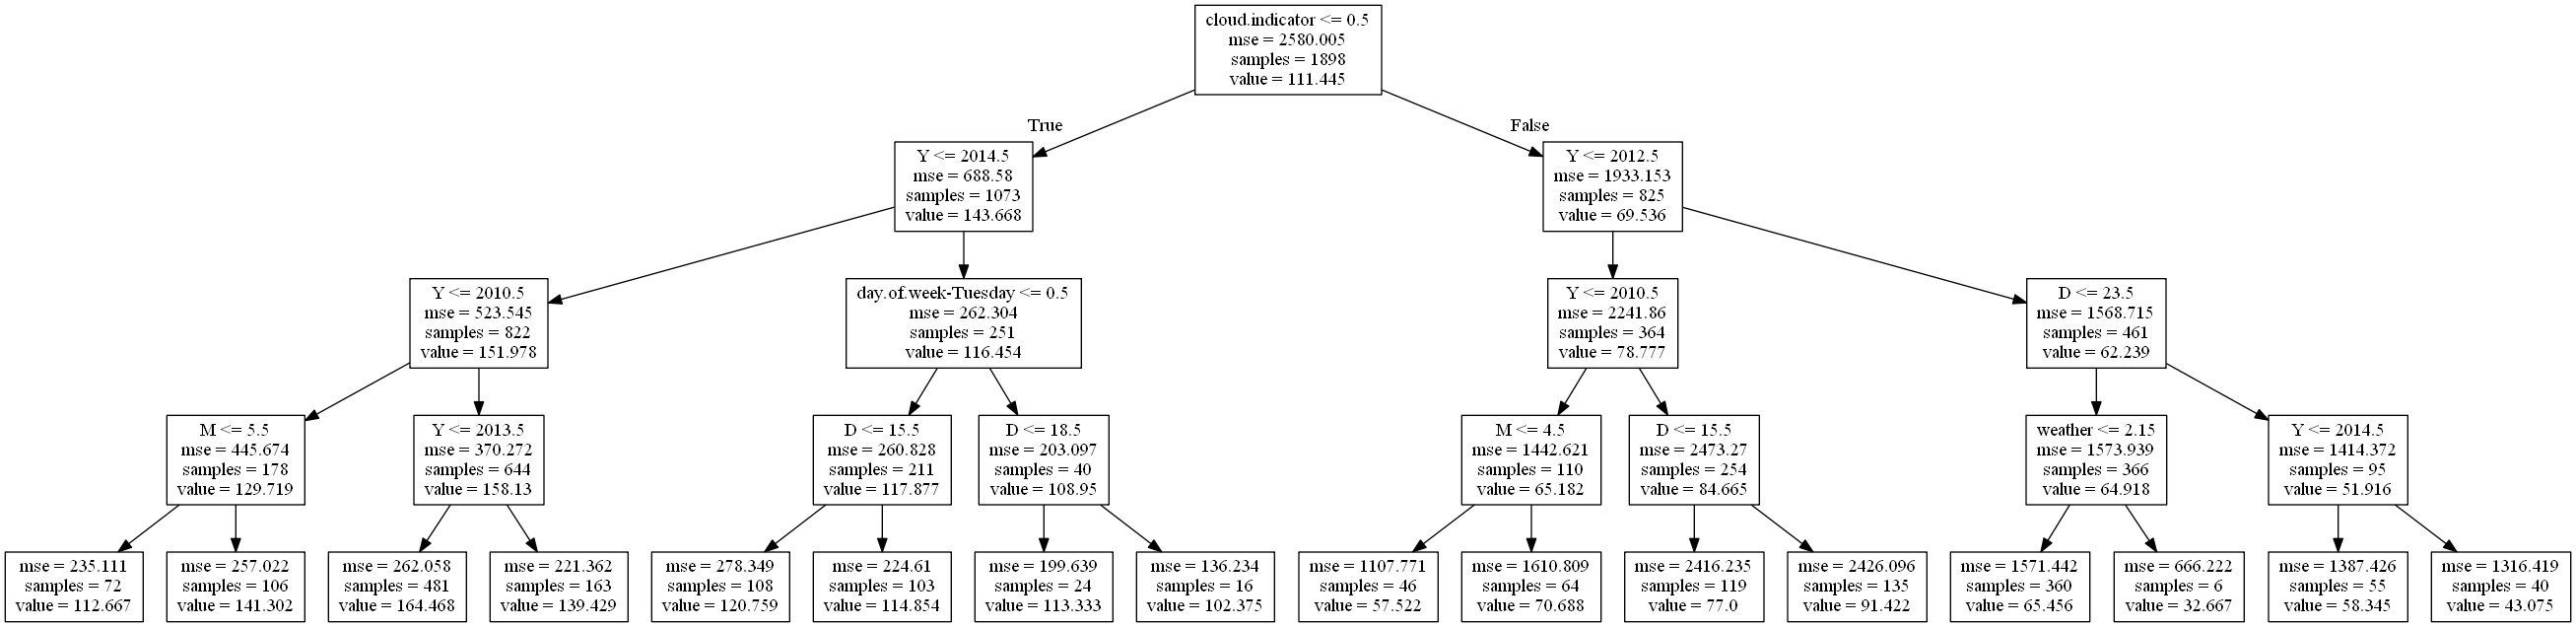 cloud.indicator <= 0.5
mse = 2580.005
samples = 1898
value = 111.445
True
False
Y <= 2014.5
mse = 688.58
samples = 1073
value = 143.668
Y <= 2012.5
mse = 1933.153
samples = 825
value = 69.536
Y <= 2010.5
mse = 523.545
samples = 822
value = 151.978
day.of.week-Tuesday <= 0.5
mse = 262.304
samples = 251
value = 116.454
Y <= 2010.5
mse = 2241.86
samples = 364
value = 78.777
D <= 23.5
mse = 1568.715
samples = 461
value = 62.239
M <= 5.5
mse = 445.674
samples = 178
value = 129.719
Y <= 2013.5
mse = 370.272
samples = 644
value = 158.13
D <= 15.5
mse = 260.828
samples = 211
value = 117.877
D <= 18.5
mse = 203.097
samples = 40
value = 108.95
M <= 4.5
mse = 1442.621
samples = 110
value = 65.182
D <= 15.5
mse = 2473.27
samples = 254
value = 84.665
weather <= 2.15
mse = 1573.939
samples = 366
value = 64.918
Y <= 2014.5
mse = 1414.372
samples = 95
value = 51.916
mse = 235.111
samples = 72
value = 112.667
mse = 257.022
samples = 106
value = 141.302
mse = 262.058
samples = 481
value = 164.468
mse = 221.362
samples = 163
value = 139.429
mse = 278.349
samples = 108
value = 120.759
mse = 224.61
samples = 103
value = 114.854
mse = 199.639
samples = 24
value = 113.333
mse = 136.234
samples = 16
value = 102.375
mse = 1107.771
samples = 46
value = 57.522
mse = 1610.809
samples = 64
value = 70.688
mse = 2416.235
samples = 119
value = 77.0
mse = 2426.096
samples = 135
value = 91.422
mse = 1571.442
samples = 360
value = 65.456
mse = 666.222
samples = 6
value = 32.667
mse = 1387.426
samples = 55
value = 58.345
mse = 1316.419
samples = 40
value = 43.075